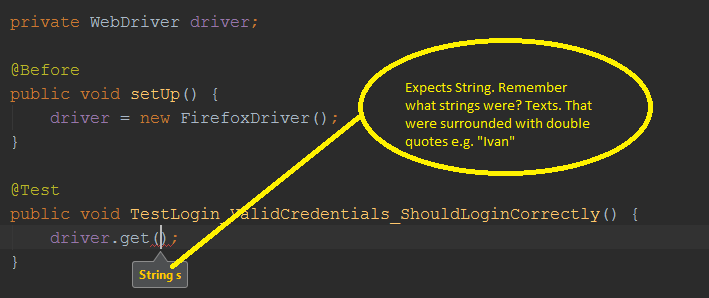 private WebDriver driver;
@Before
public void setUp() {
driver = new FirefoxDriver();
}
@Test
public void TestLogin_ValidCredentials_ShouldLoginCorrectly() {
driver.get();
}
String s
Expects String. Remember
what strings were? Texts. That
were surrounded with double
quotes e.g. "Ivan"